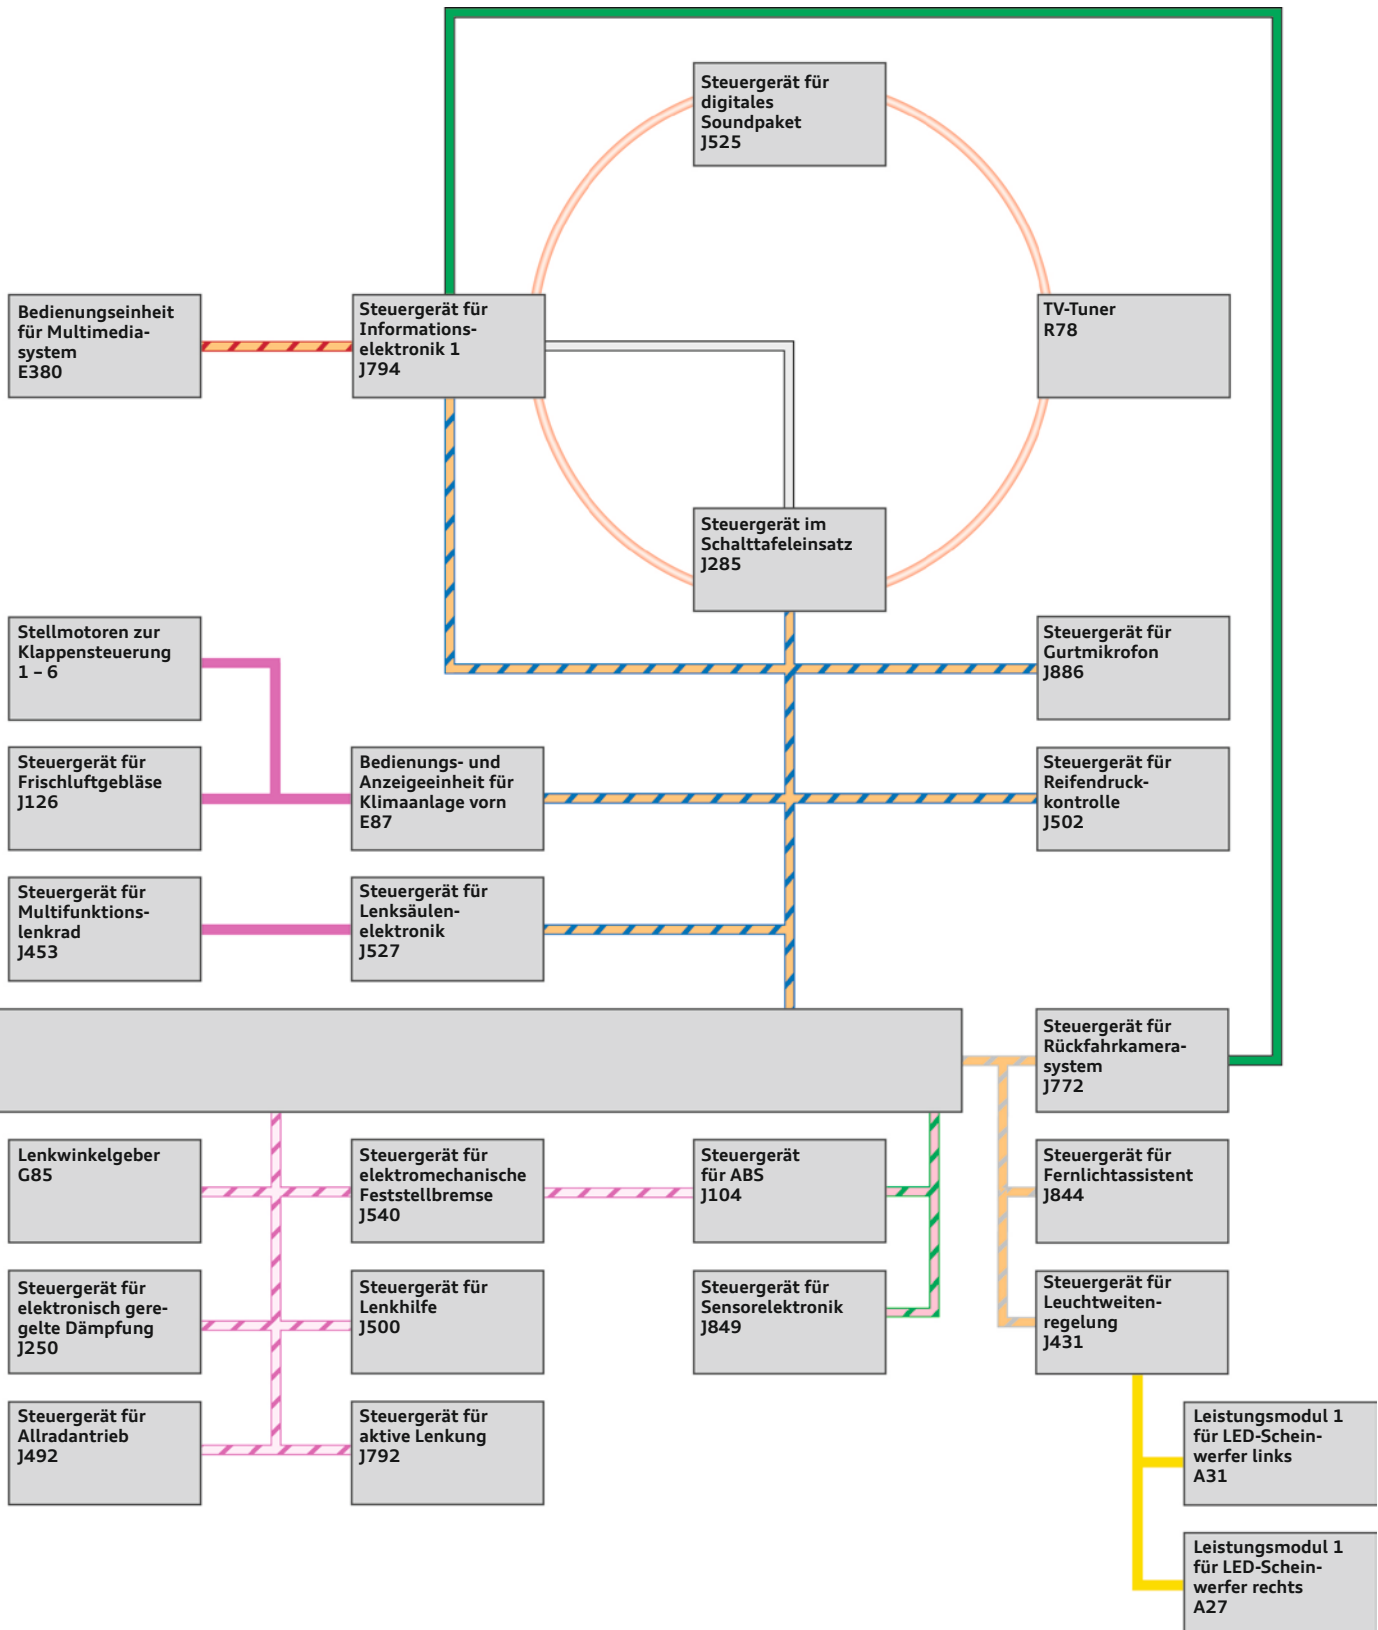 Steuergerät für
digitales
Soundpaket
J525
Bedienungseinheit
für Multimedia-
system
E380
Steuergerät für
Informations-
elektronik 1
J794
TV-Tuner
R78
Steuergerät im
Schalttafeleinsatz
J285
Stellmotoren zur
Klappensteuerung
1 – 6
Steuergerät für
Gurtmikrofon
J886
Steuergerät für
Frischluftgebläse
J126
Bedienungs- und
Anzeigeeinheit für
Klimaanlage vorn
E87
Steuergerät für
Reifendruck-
kontrolle
J502
Steuergerät für
Multifunktions-
lenkrad
J453
Steuergerät für
Lenksäulen-
elektronik
J527
Steuergerät für
Rückfahrkamera-
system
J772
Lenkwinkelgeber
G85
Steuergerät für
elektromechanische
Feststellbremse
J540
Steuergerät
für ABS
J104
Steuergerät für
Fernlichtassistent
J844
Steuergerät für
elektronisch gere-
gelte Dämpfung
J250
Steuergerät für
Lenkhilfe
J500
Steuergerät für
Sensorelektronik
J849
Steuergerät für
Leuchtweiten-
regelung
J431
Steuergerät für
Allradantrieb
J492
Steuergerät für
aktive Lenkung
J792
Leistungsmodul 1
für LED-Schein-
werfer links
A31
Leistungsmodul 1
für LED-Schein-
werfer rechts
A27